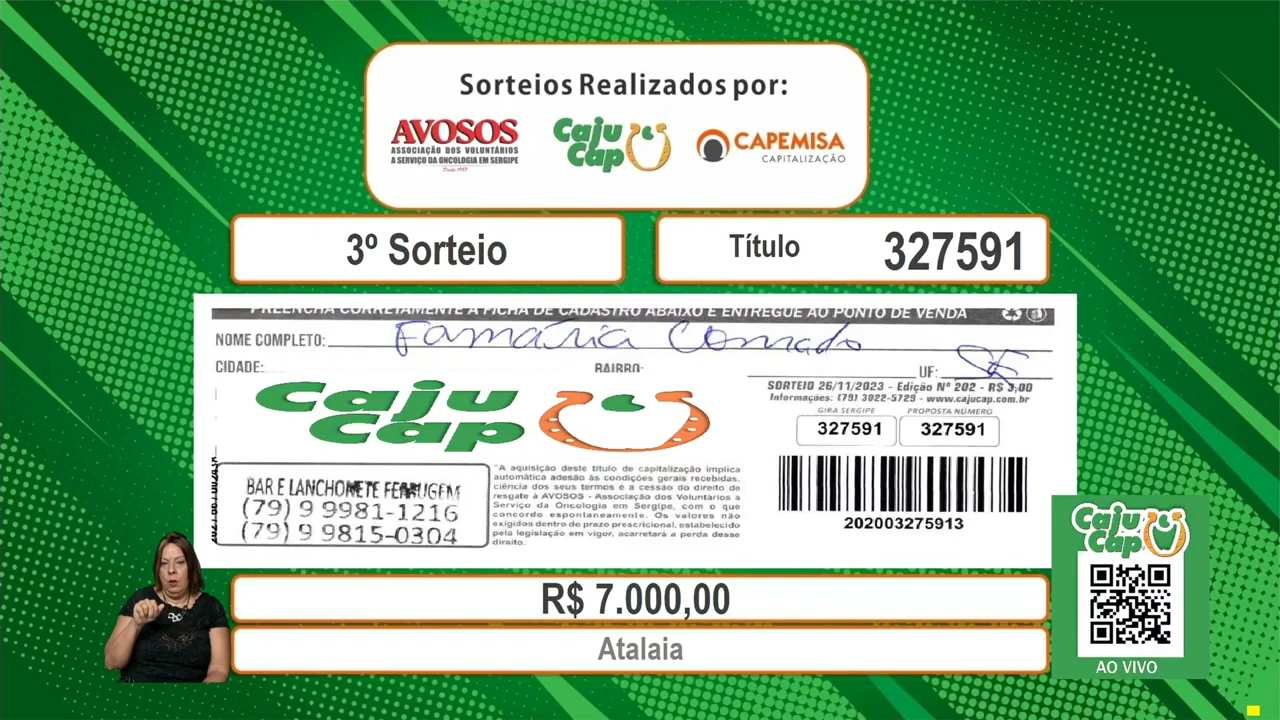 Sorteios Realizados por:
AVOSOS
ASSOCIAÇÃO DOS VOLUNTÁRIOS
A SERVIÇO DA ONCOLOGIA EM SERGIPE
Desde 1987
Caju
Cap
CAPEMISA
CAPITALIZAÇÃO
3º Sorteio
Título 327591
PREENCHA CORRETAMENTE A FICHA DE CADASTRO ABAIXO E ENTREGUE AO PONTO DE VENDA
NOME COMPLETO: Conrado
CIDADE: BAIRRO: UF: SE
SORTEIO 26/11/2023 - Edição Nº 202 - R$ 3,00
Informações: (79) 3022-5729 - www.cajucap.com.br
GIRA SERGIPE PROPOSTA NÚMERO
327591 327591
Caju
Cap
BAR E LANCHONETE FERRUGEM
(79) 9 9981-1216
(79) 9 9815-0304
"A aquisição deste título de capitalização implica
automática adesão às condições gerais recebidas,
ciência dos seus termos e a cessão do direito de
resgate à AVOSOS - Associação dos Voluntários a
Serviço da Oncologia em Sergipe, com o que
concordo espontaneamente. Os valores não
exigidos dentro do prazo prescricional, estabelecido
pela legislação em vigor, acarretará a perda desse
direito.
202003275913
R$ 7.000,00
Atalaia
Caju
Cap
AO VIVO